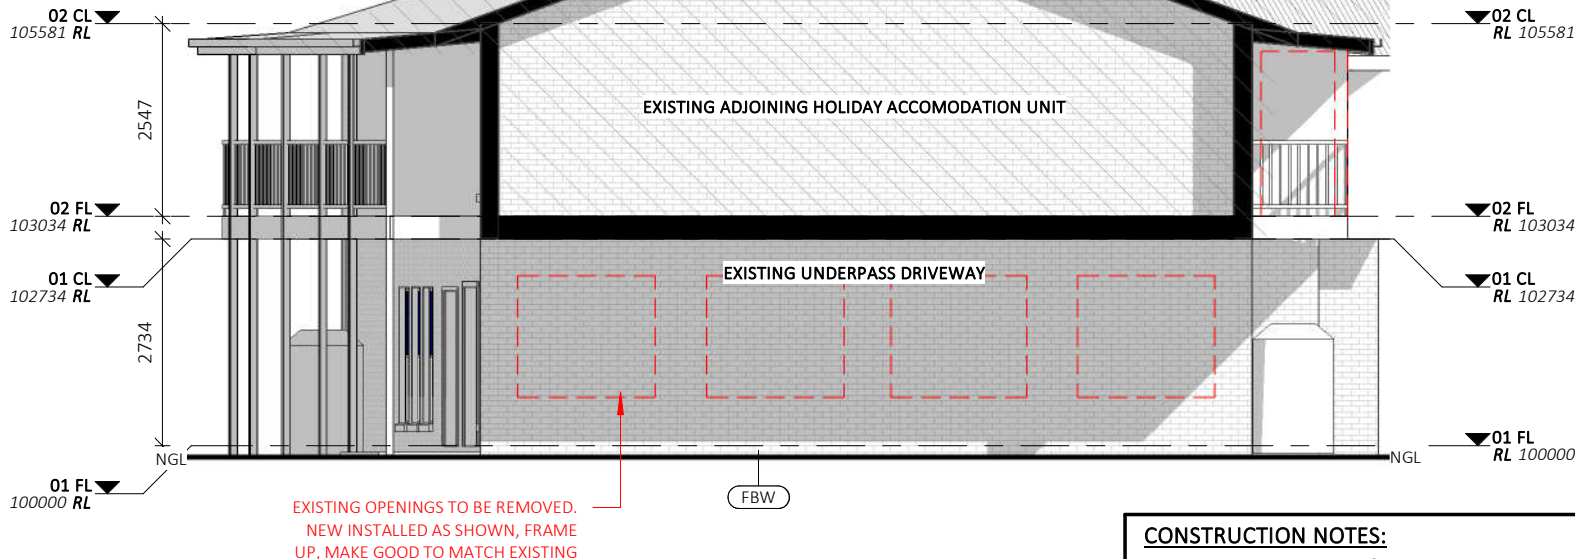 02 CL
105581 RL
02 CL
RL 105581
2547
EXISTING ADJOINING HOLIDAY ACCOMODATION UNIT
02 FL
103034 RL
02 FL
RL 103034
01 CL
102734 RL
EXISTING UNDERPASS DRIVEWAY
01 CL
RL 102734
2734
NGL
01 FL
RL 100000
NGL
01 FL
100000 RL
FBW
EXISTING OPENINGS TO BE REMOVED.
NEW INSTALLED AS SHOWN, FRAME
UP, MAKE GOOD TO MATCH EXISTING
CONSTRUCTION NOTES: